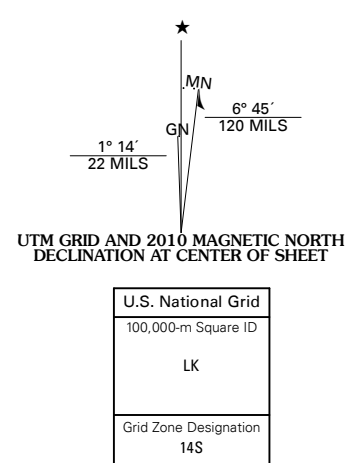 MN
6° 45´
120 MILS
GN
1° 14´
22 MILS
UTM GRID AND 2010 MAGNETIC NORTH
DECLINATION AT CENTER OF SHEET
U.S. National Grid
100,000-m Square ID
LK
Grid Zone Designation
14S